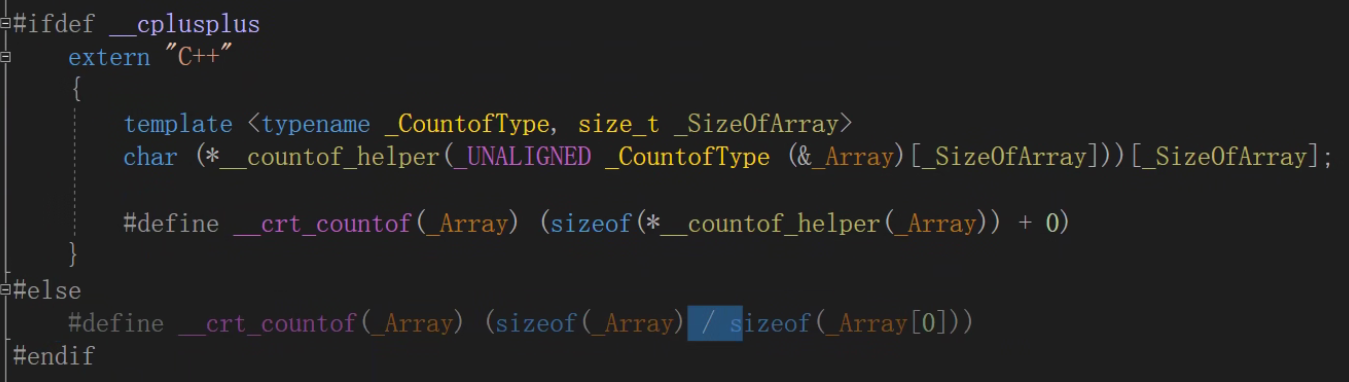 #ifdef __cplusplus
extern "C++"
{
template <typename _CountofType, size_t _SizeOfArray>
char (*__countof_helper(_UNALIGNED _CountofType (&_Array)[_SizeOfArray]))[_SizeOfArray];
#define __crt_countof(_Array) (sizeof(*__countof_helper(_Array)) + 0)
}
#else
#define __crt_countof(_Array) (sizeof(_Array) / sizeof(_Array[0]))
#endif